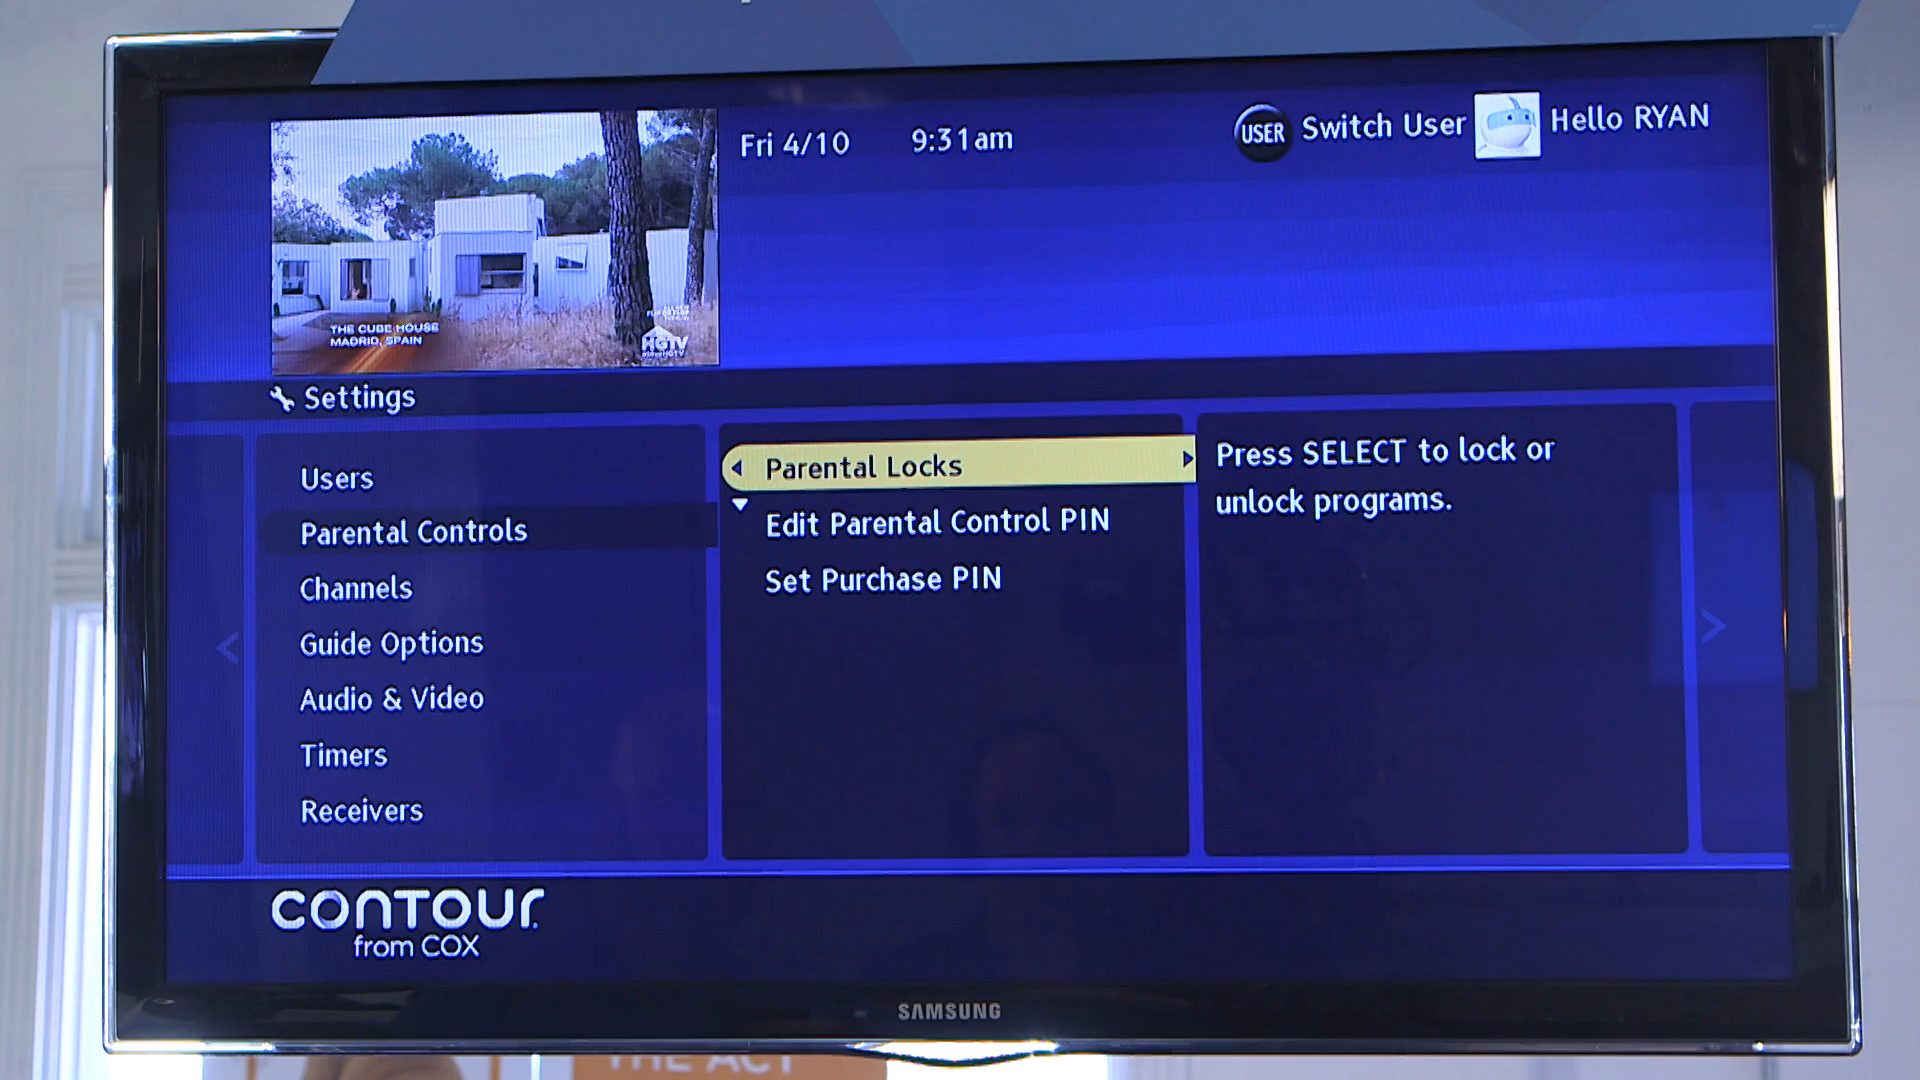 Fri 4/10
9:31am
USER
Switch User
Hello RYAN
THE CUBE HOUSE
MADRID, SPAIN
HGTV
Settings
Users
Parental Controls
Channels
Guide Options
Audio & Video
Timers
Receivers
Parental Locks
Edit Parental Control PIN
Set Purchase PIN
Press SELECT to lock or
unlock programs.
contour
from COX
SAMSUNG
THE ACT